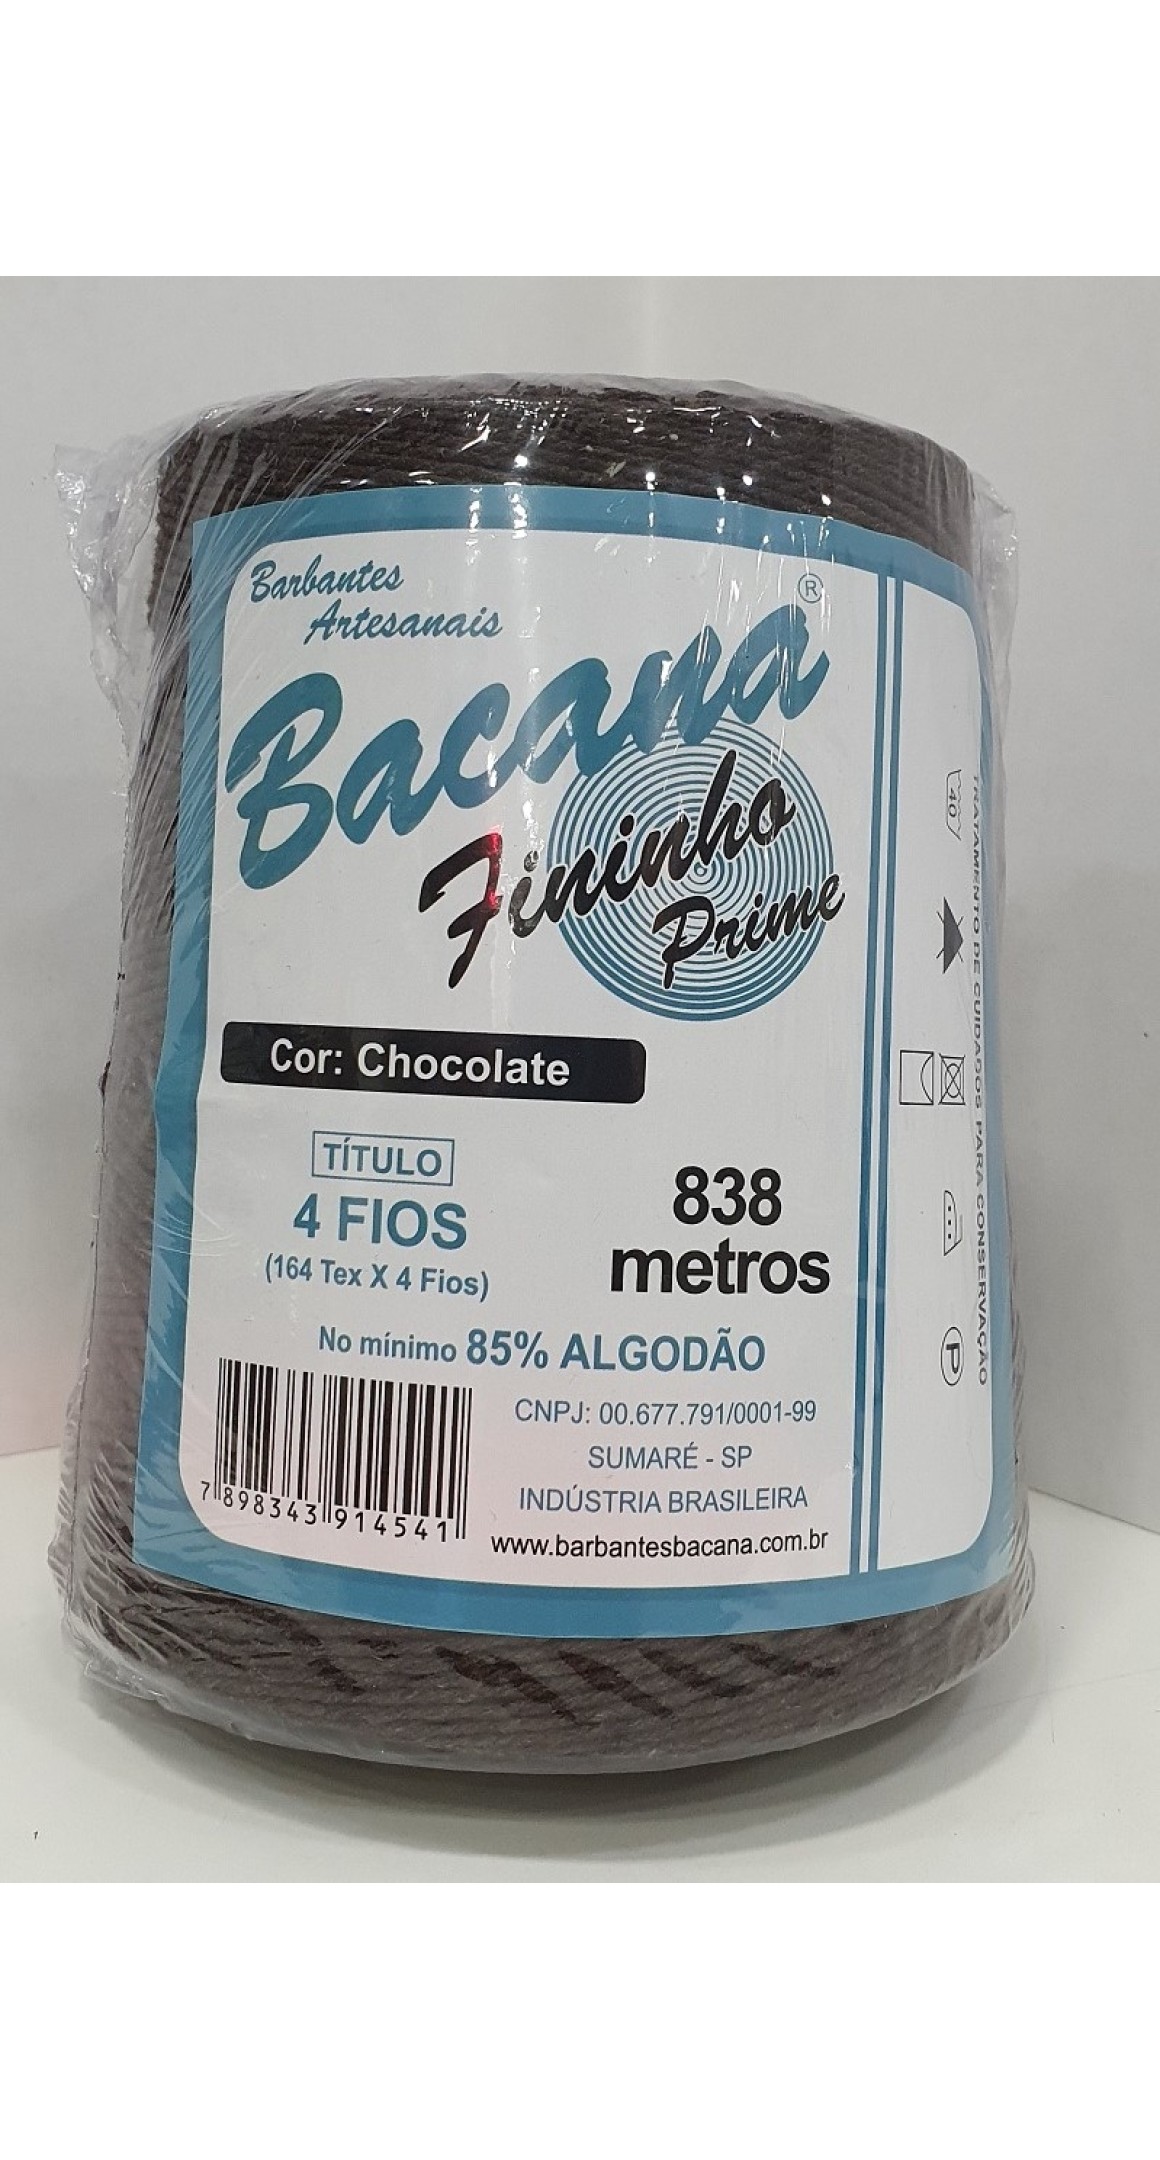 Barbantes
Artesanais
Bacana®
Fininho
Prime
Cor: Chocolate
TÍTULO
4 FIOS
(164 Tex X 4 Fios)
838
metros
No mínimo 85% ALGODÃO
7 898343 914541
CNPJ: 00.677.791/0001-99
SUMARÉ - SP
INDÚSTRIA BRASILEIRA
www.barbantesbacana.com.br
TRATAMENTO DE CUIDADOS PARA CONSERVAÇÃO
40
P